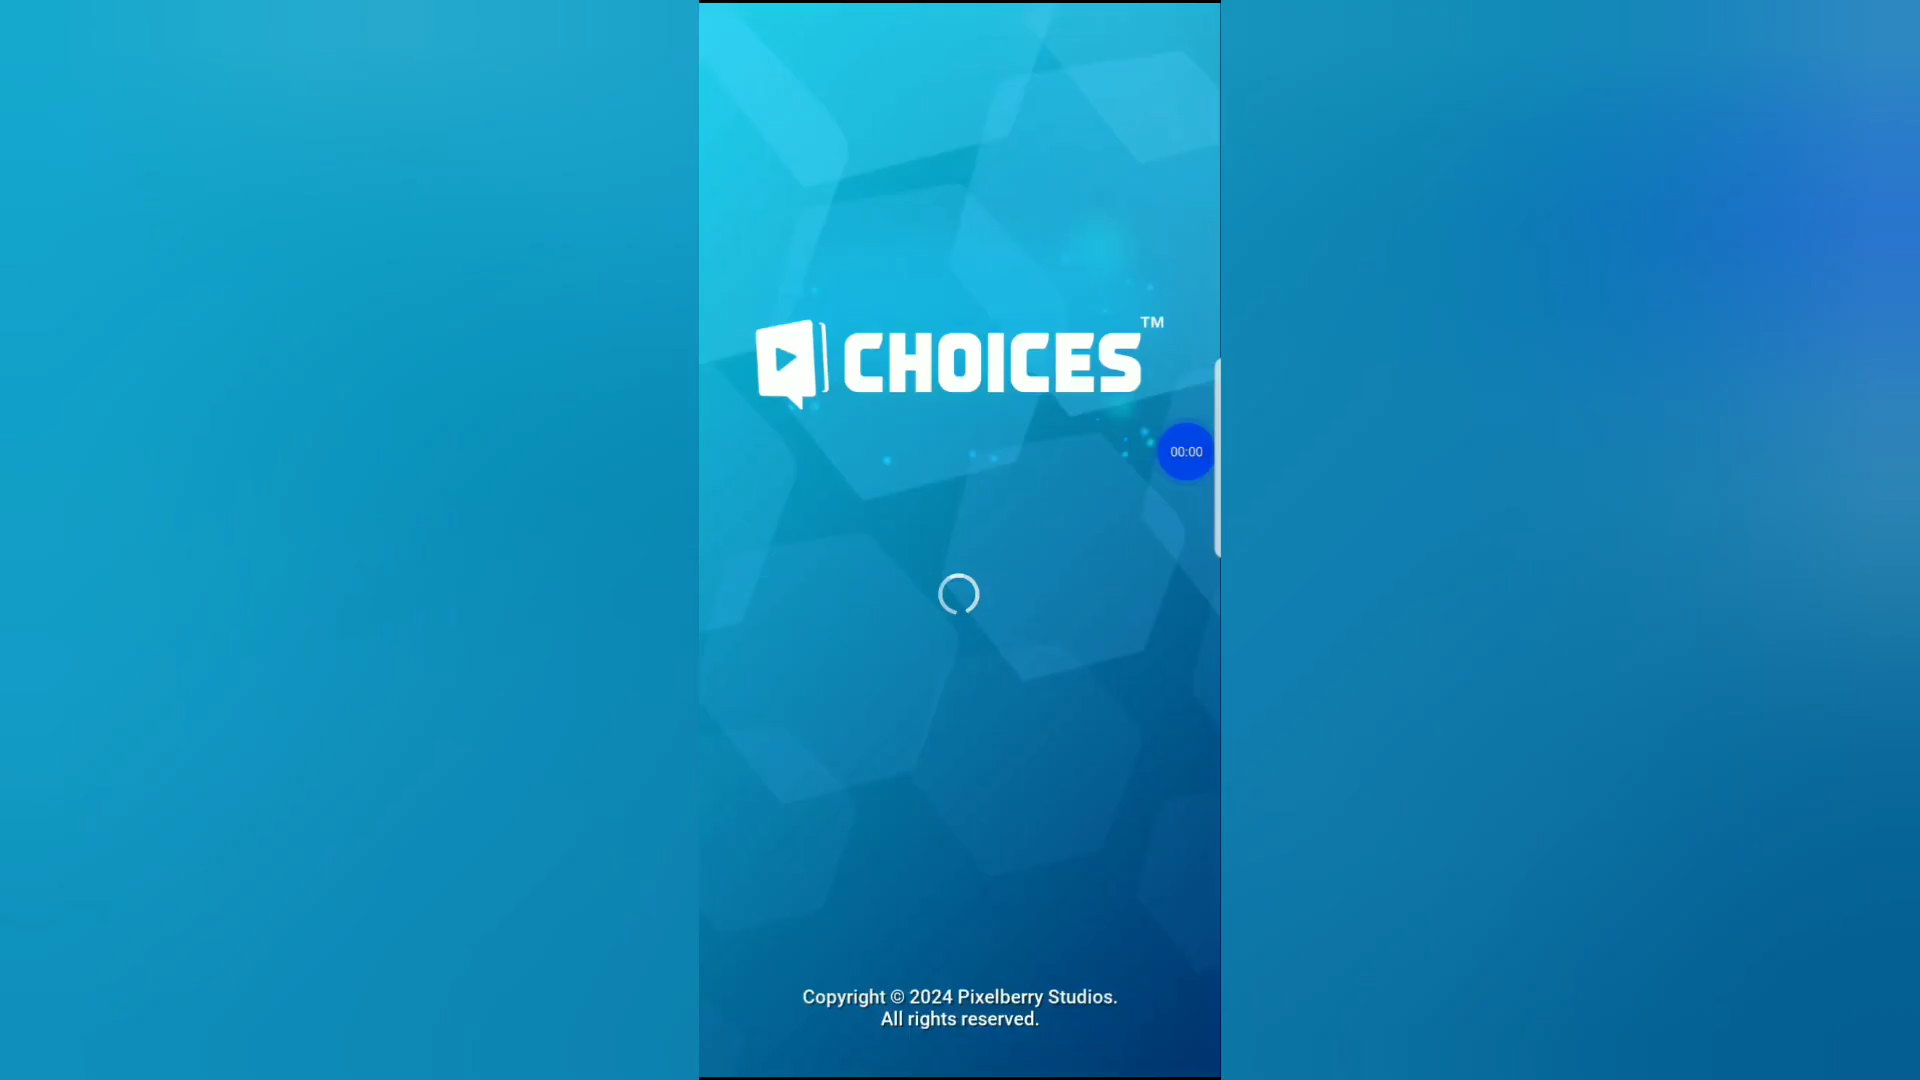 CHOICES™
00:00
Copyright © 2024 Pixelberry Studios.
All rights reserved.